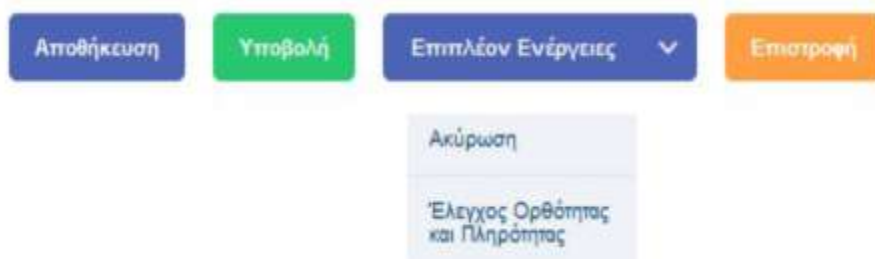 Αποθήκευση
Υποβολή
Επιπλέον Ενέργειες
Επιστροφή
Ακύρωση
Έλεγχος Ορθότητας
και Πληρότητας